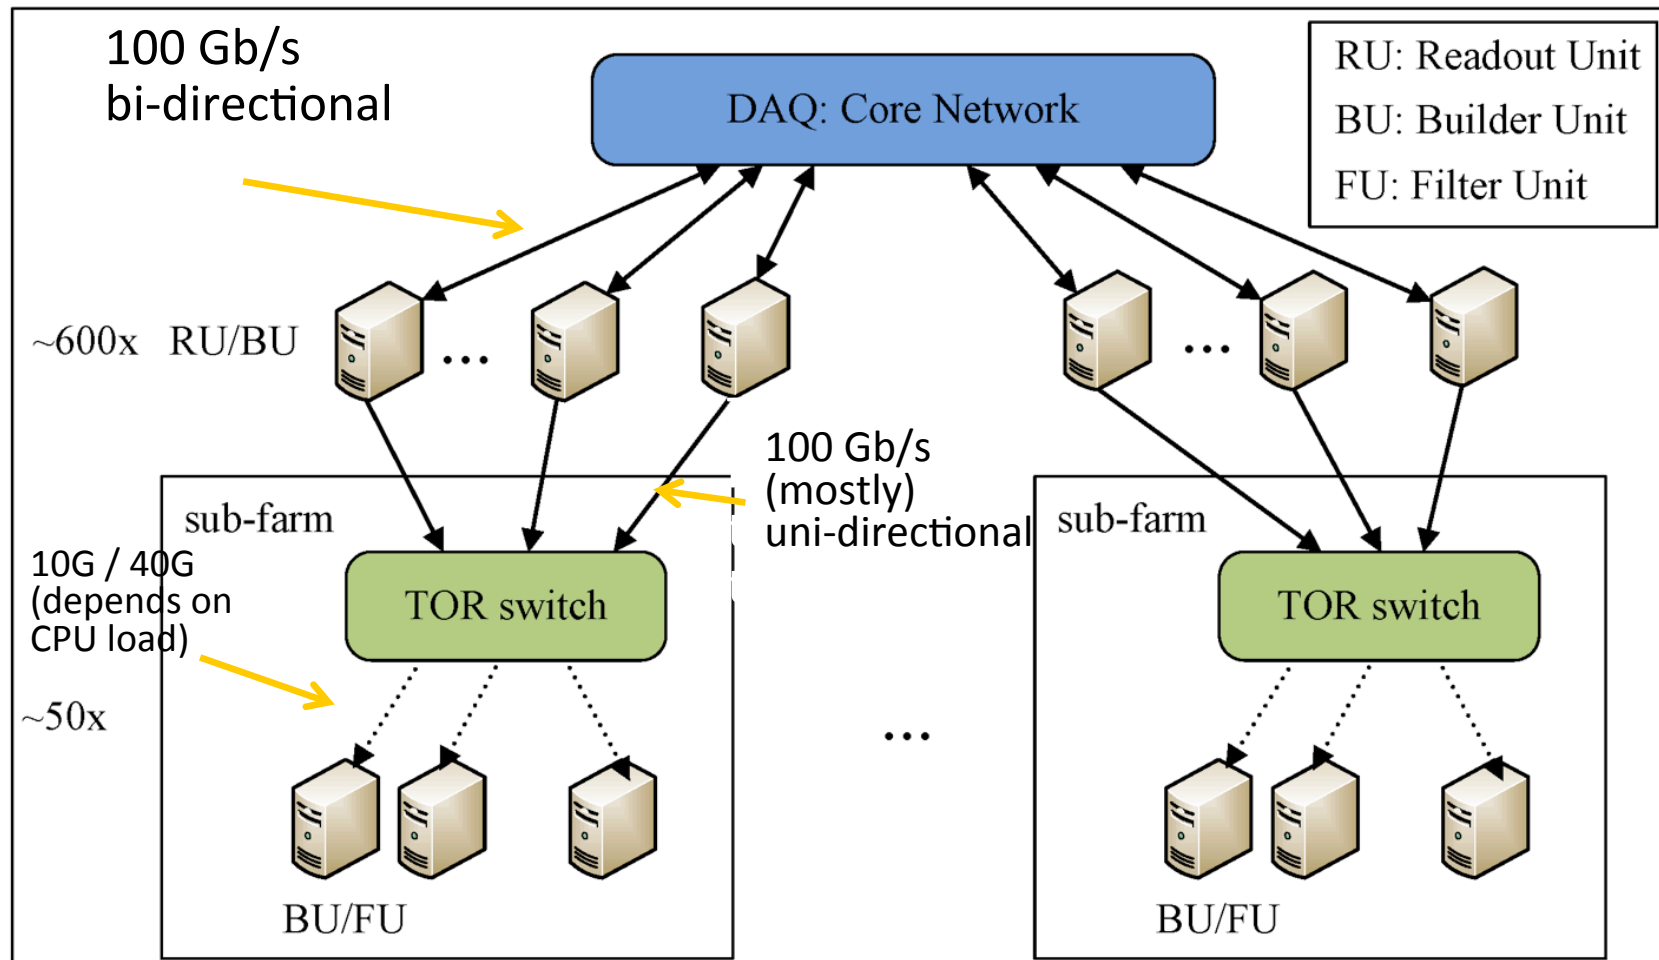 100 Gb/s
bi-directional
DAQ: Core Network
RU: Readout Unit
BU: Builder Unit
FU: Filter Unit
~600x RU/BU
...
...
100 Gb/s
(mostly)
uni-directional
sub-farm
sub-farm
10G / 40G
(depends on
CPU load)
TOR switch
TOR switch
~50x
...
BU/FU
BU/FU